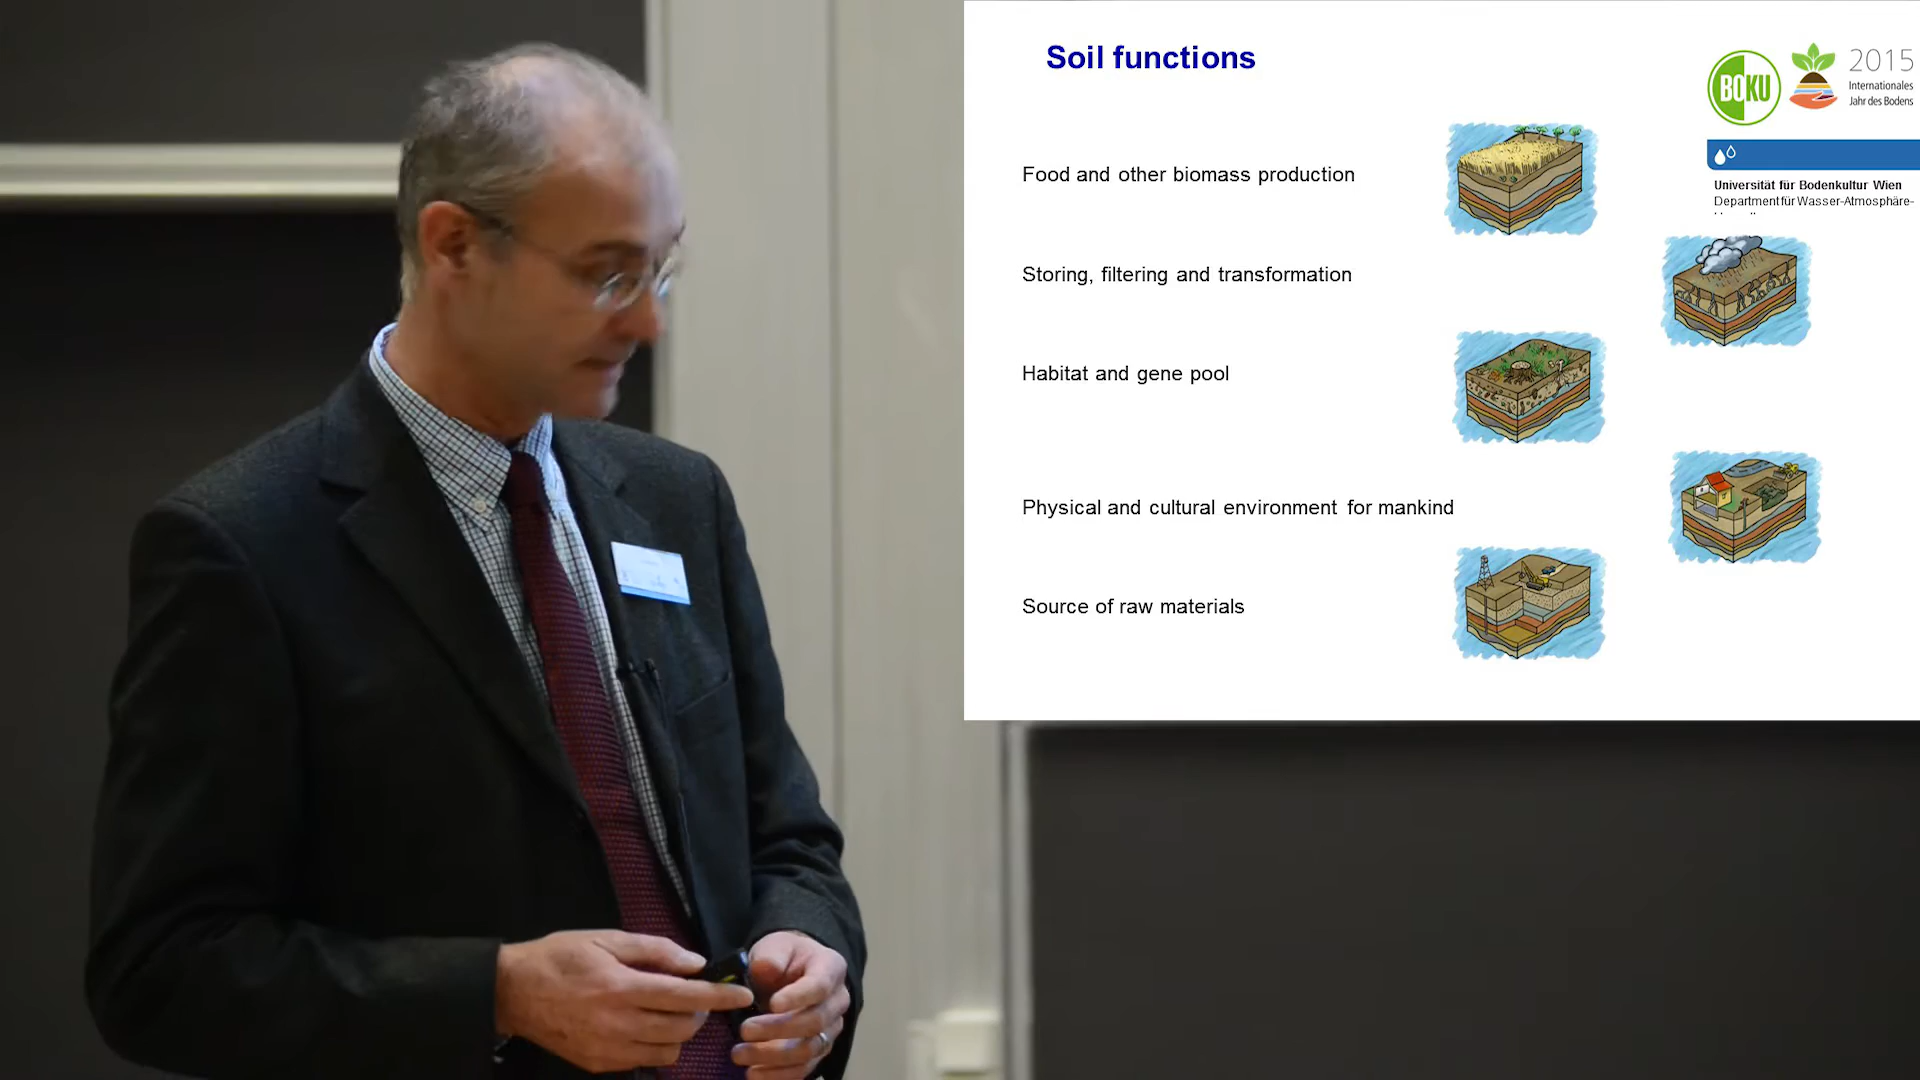 Soil functions
BOKU
2015
Internationales
Jahr des Bodens
Universität für Bodenkultur Wien
Department für Wasser-Atmosphäre-
Food and other biomass production
Storing, filtering and transformation
Habitat and gene pool
Physical and cultural environment for mankind
Source of raw materials